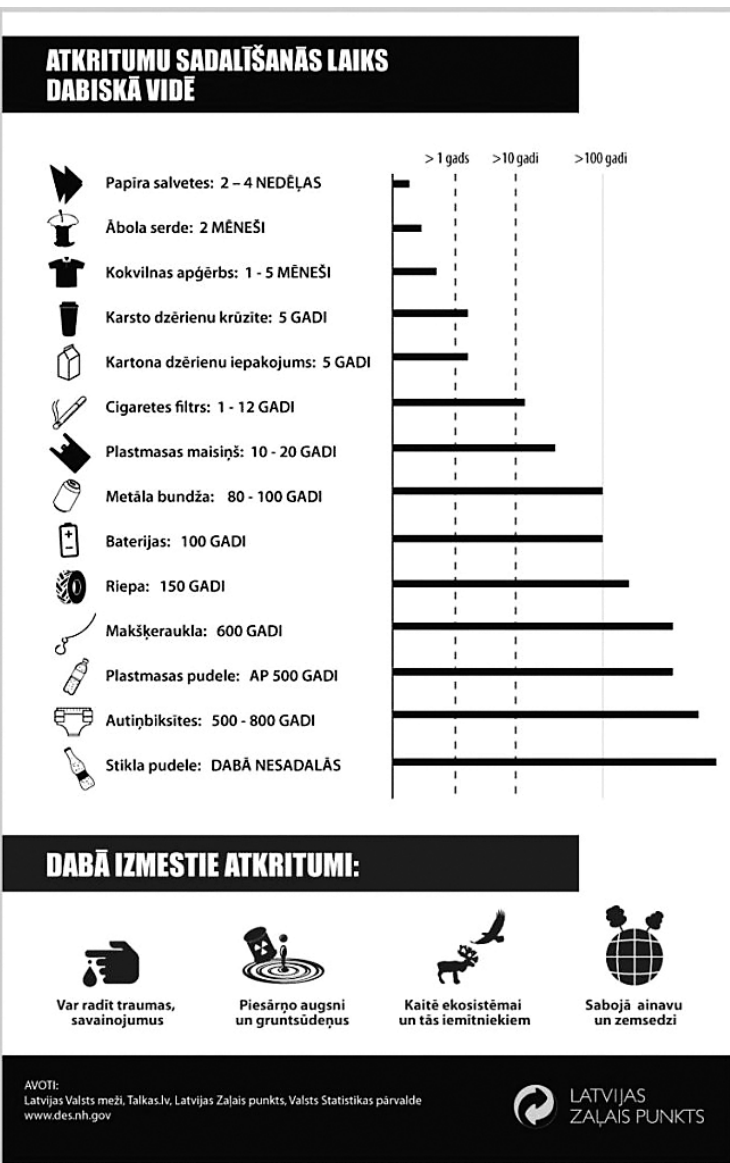 ATKRITUMU SADALĪŠANĀS LAIKS
DABISKĀ VIDĒ
> 1 gads > 10 gadi > 100 gadi
Papīra salvetes: 2 – 4 NEDĒĻAS
Ābola serde: 2 MĒNEŠI
Kokvilnas apģērbs: 1 - 5 MĒNEŠI
Karsto dzērienu krūzīte: 5 GADI
Kartona dzērienu iepakojums: 5 GADI
Cigaretes filtrs: 1 - 12 GADI
Plastmasas maisiņš: 10 - 20 GADI
Metāla bundža: 80 - 100 GADI
Baterijas: 100 GADI
Riepa: 150 GADI
Makšķeraukla: 600 GADI
Plastmasas pudele: AP 500 GADI
Autiņbiksītes: 500 - 800 GADI
Stikla pudele: DABĀ NESADALĀS
DABĀ IZMESTIE ATKRITUMI:
Var radīt traumas,
savainojumus
Piesārņo augsni
un gruntsūdeņus
Kaitē ekosistēmai
un tās iemītniekiem
Sabojā ainavu
un zemsedzi
AVOTI:
Latvijas Valsts meži, Talkas.lv, Latvijas Zaļais punkts, Valsts Statistikas pārvalde
www.des.nh.gov
LATVIJAS
ZAĻAIS PUNKTS